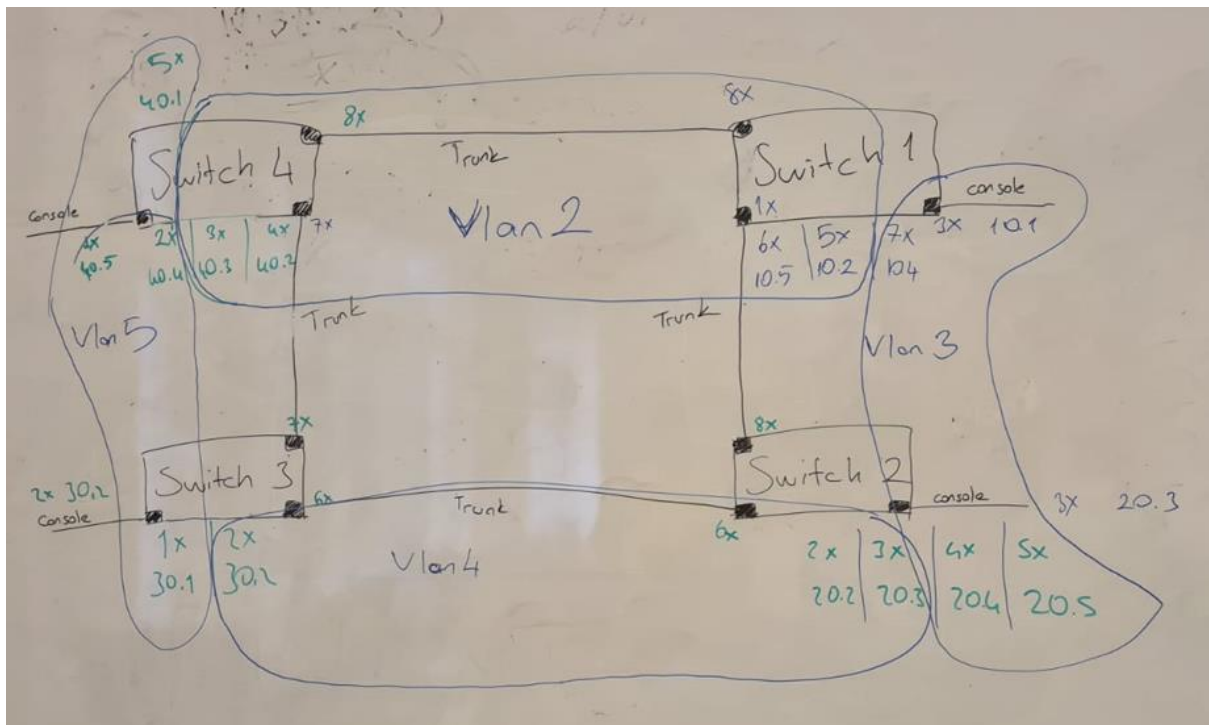 5x
40.1
8x
8x
Switch 4
Trunk
Switch 1
console
console
1x
3x
10.1
2x
3x
4x
7x
Vlan 2
6x
5x
7x
40.5
40.4
40.3
40.2
10.5
10.2
10.4
Trunk
Trunk
Vlan 5
Vlan 3
7x
8x
Switch 3
Switch 2
2x 30.2
6x
Trunk
console
3x 20.3
console
6x
1x
2x
Vlan 4
2x
3x
4x
5x
30.1
30.2
20.2
20.3
20.4
20.5